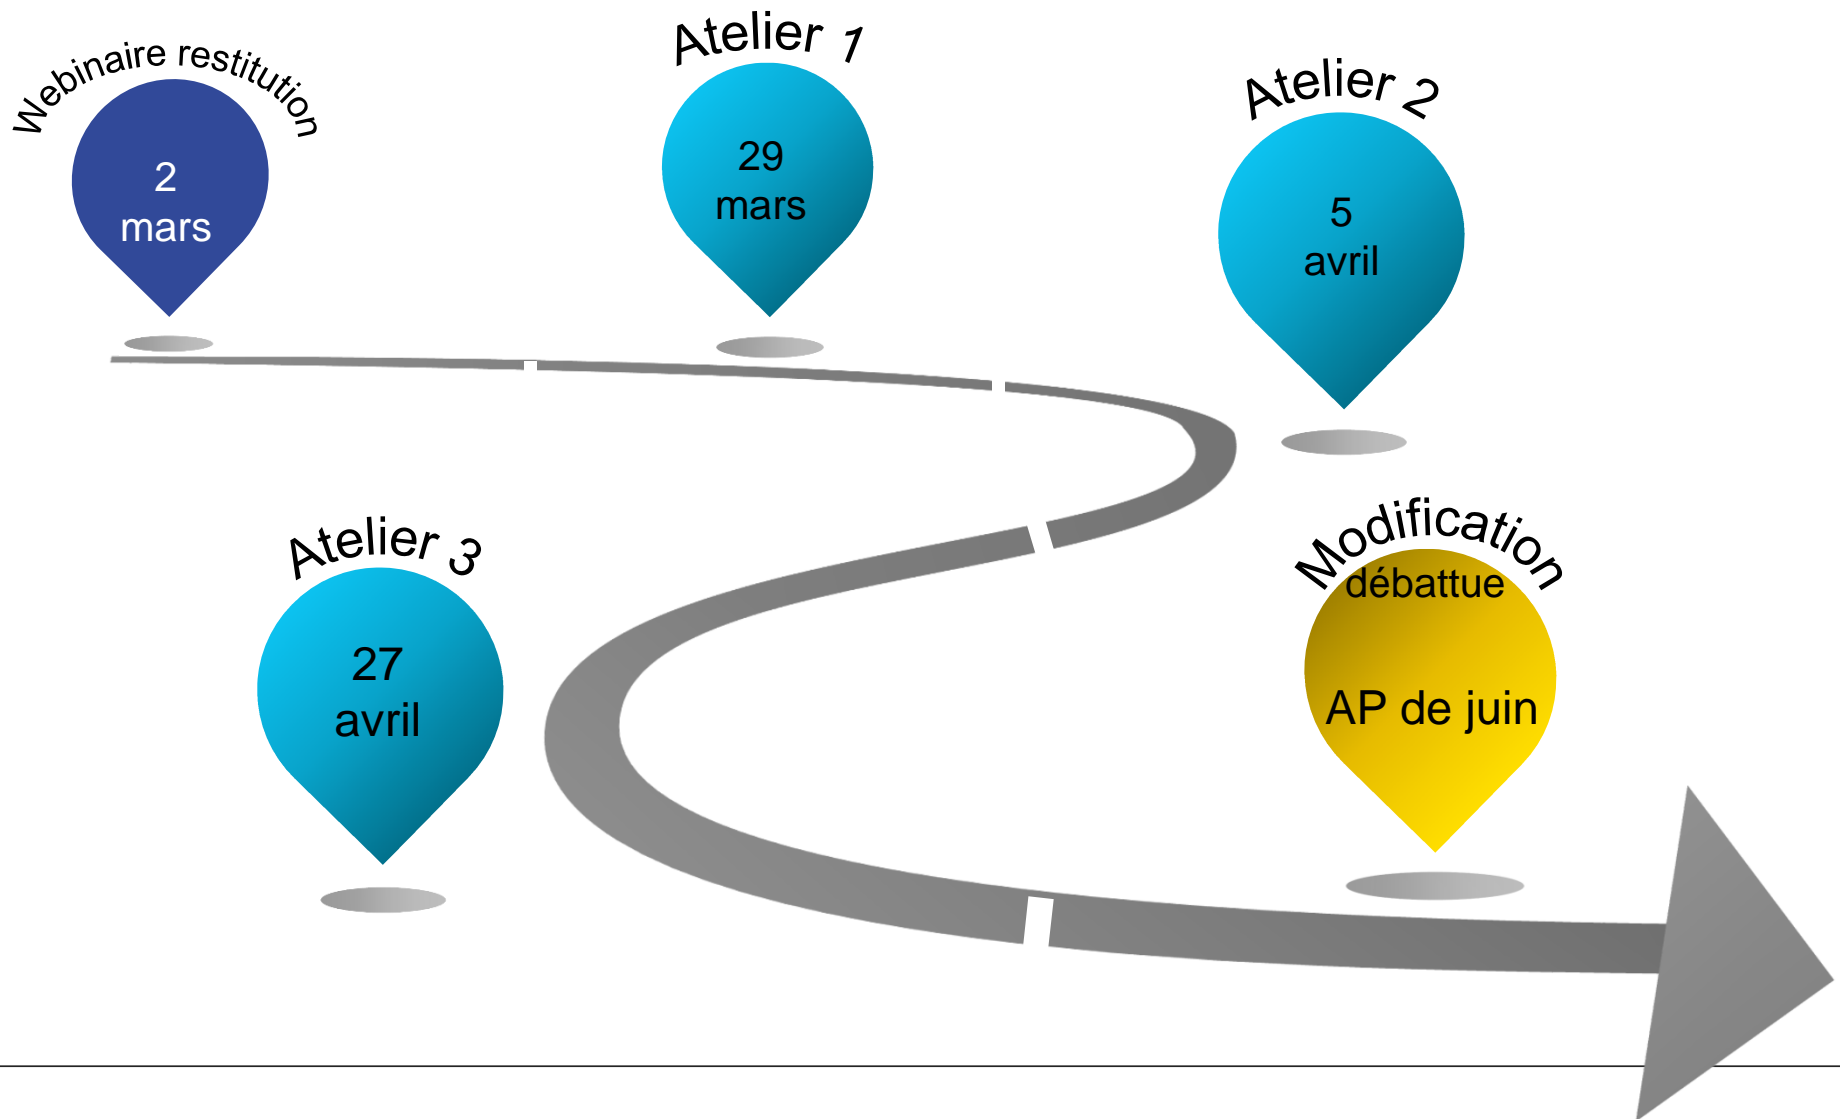 Webinaire restitution
2
mars
Atelier 1
29
mars
Atelier 2
5
avril
Atelier 3
27
avril
Modification
débattue
AP de juin